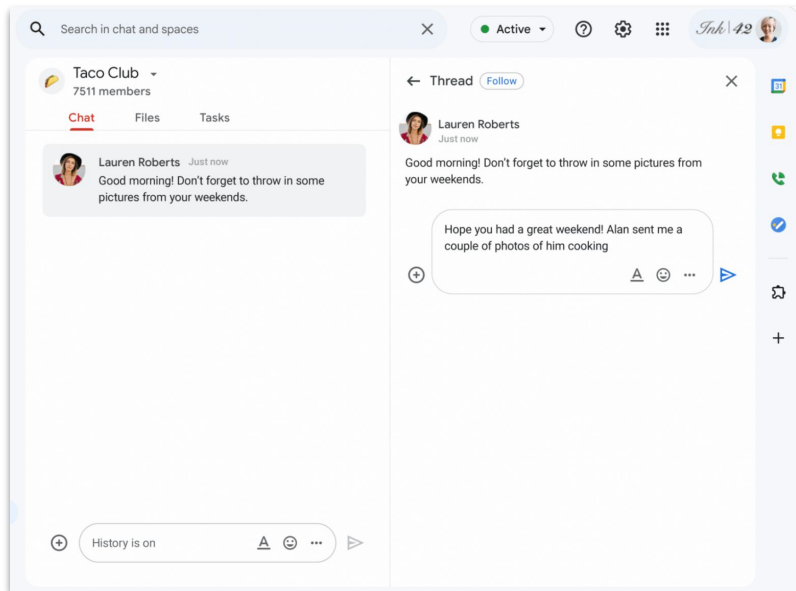 Search in chat and spaces
Active
Ink|42
Taco Club
7511 members
Chat Files Tasks
Lauren Roberts Just now
Good morning! Don't forget to throw in some
pictures from your weekends.
History is on
Thread Follow
Lauren Roberts
Just now
Good morning! Don't forget to throw in some pictures from
your weekends.
Hope you had a great weekend! Alan sent me a
couple of photos of him cooking
31